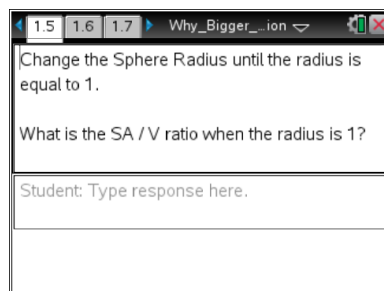 1.5 1.6 1.7 Why_Bigger_...ion
Change the Sphere Radius until the radius is
equal to 1.
What is the SA / V ratio when the radius is 1?
Student: Type response here.